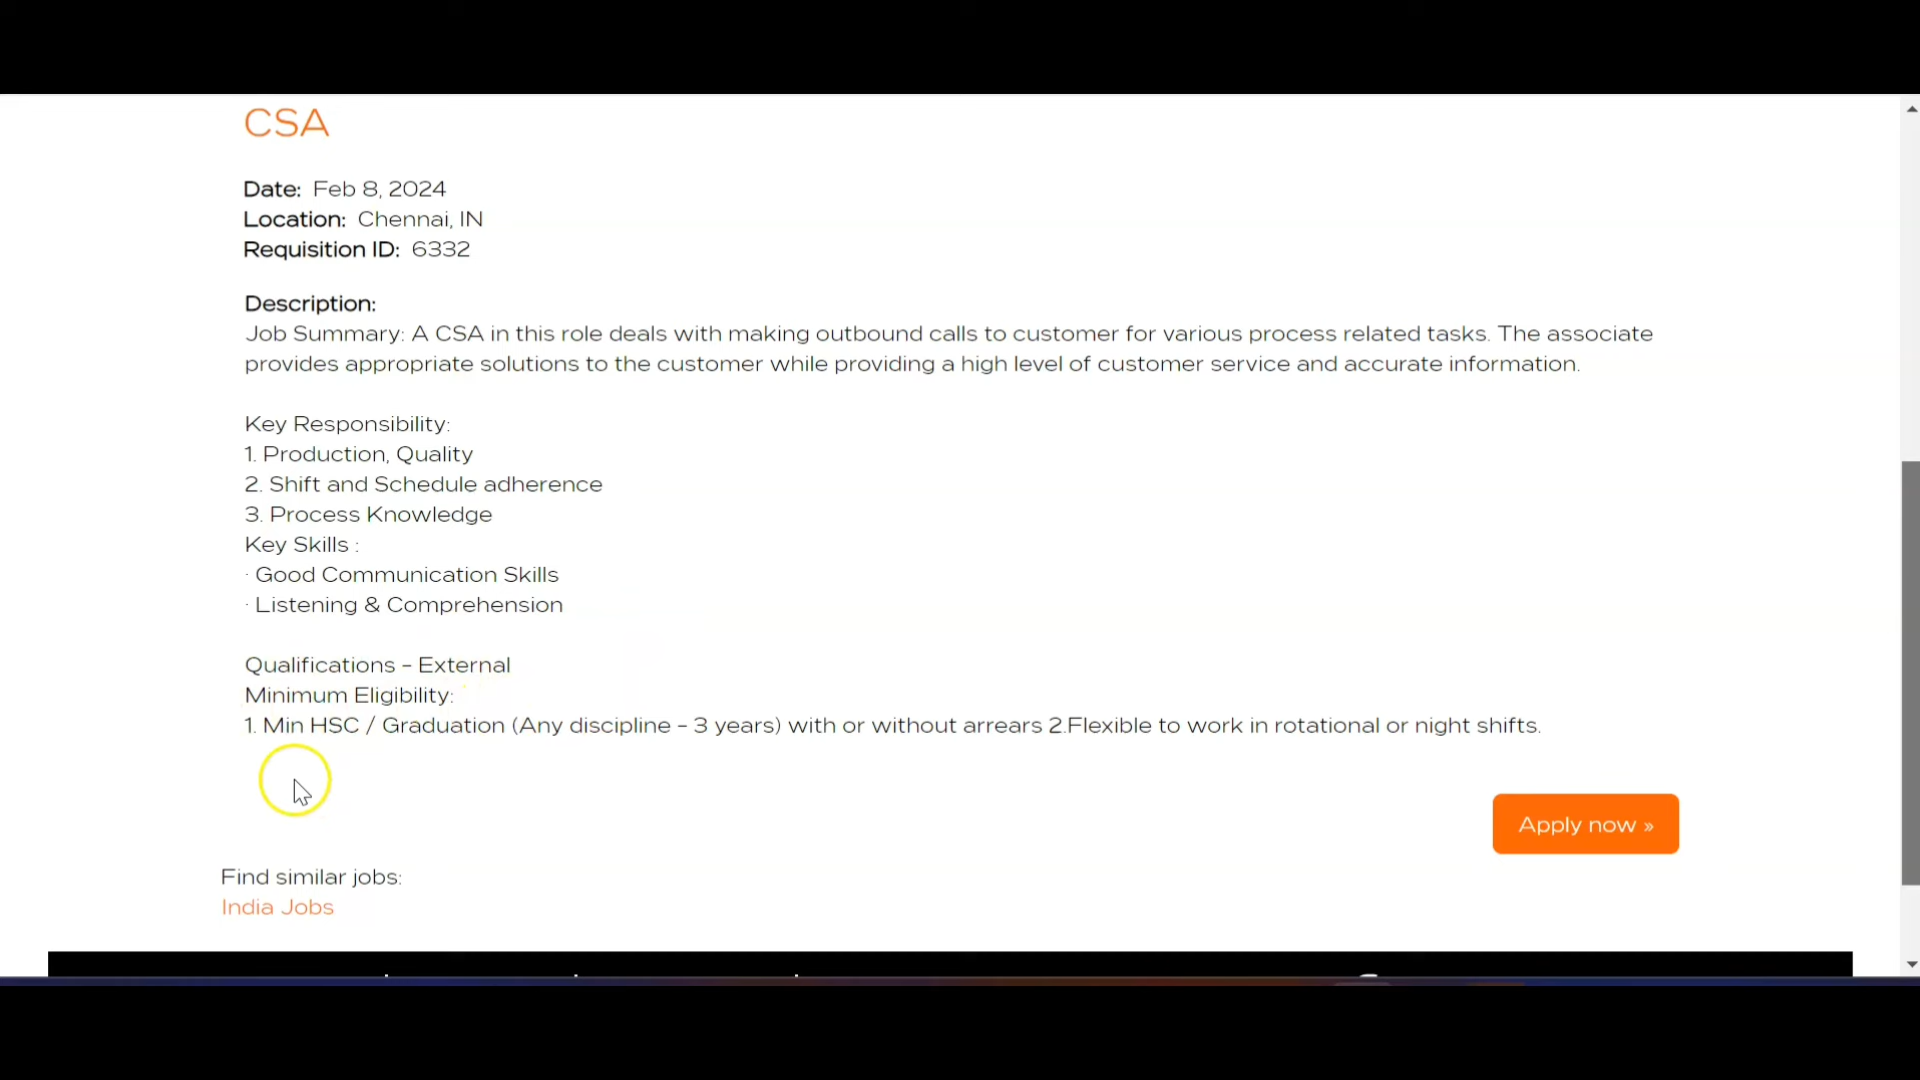 CSA
Date: Feb 8, 2024
Location: Chennai, IN
Requisition ID: 6332
Description:
Job Summary: A CSA in this role deals with making outbound calls to customer for various process related tasks. The associate
provides appropriate solutions to the customer while providing a high level of customer service and accurate information.
Key Responsibility:
1. Production, Quality
2. Shift and Schedule adherence
3. Process Knowledge
Key Skills :
· Good Communication Skills
· Listening & Comprehension
Qualifications – External
Minimum Eligibility:
1. Min HSC / Graduation (Any discipline – 3 years) with or without arrears 2.Flexible to work in rotational or night shifts.
Apply now »
Find similar jobs:
India Jobs